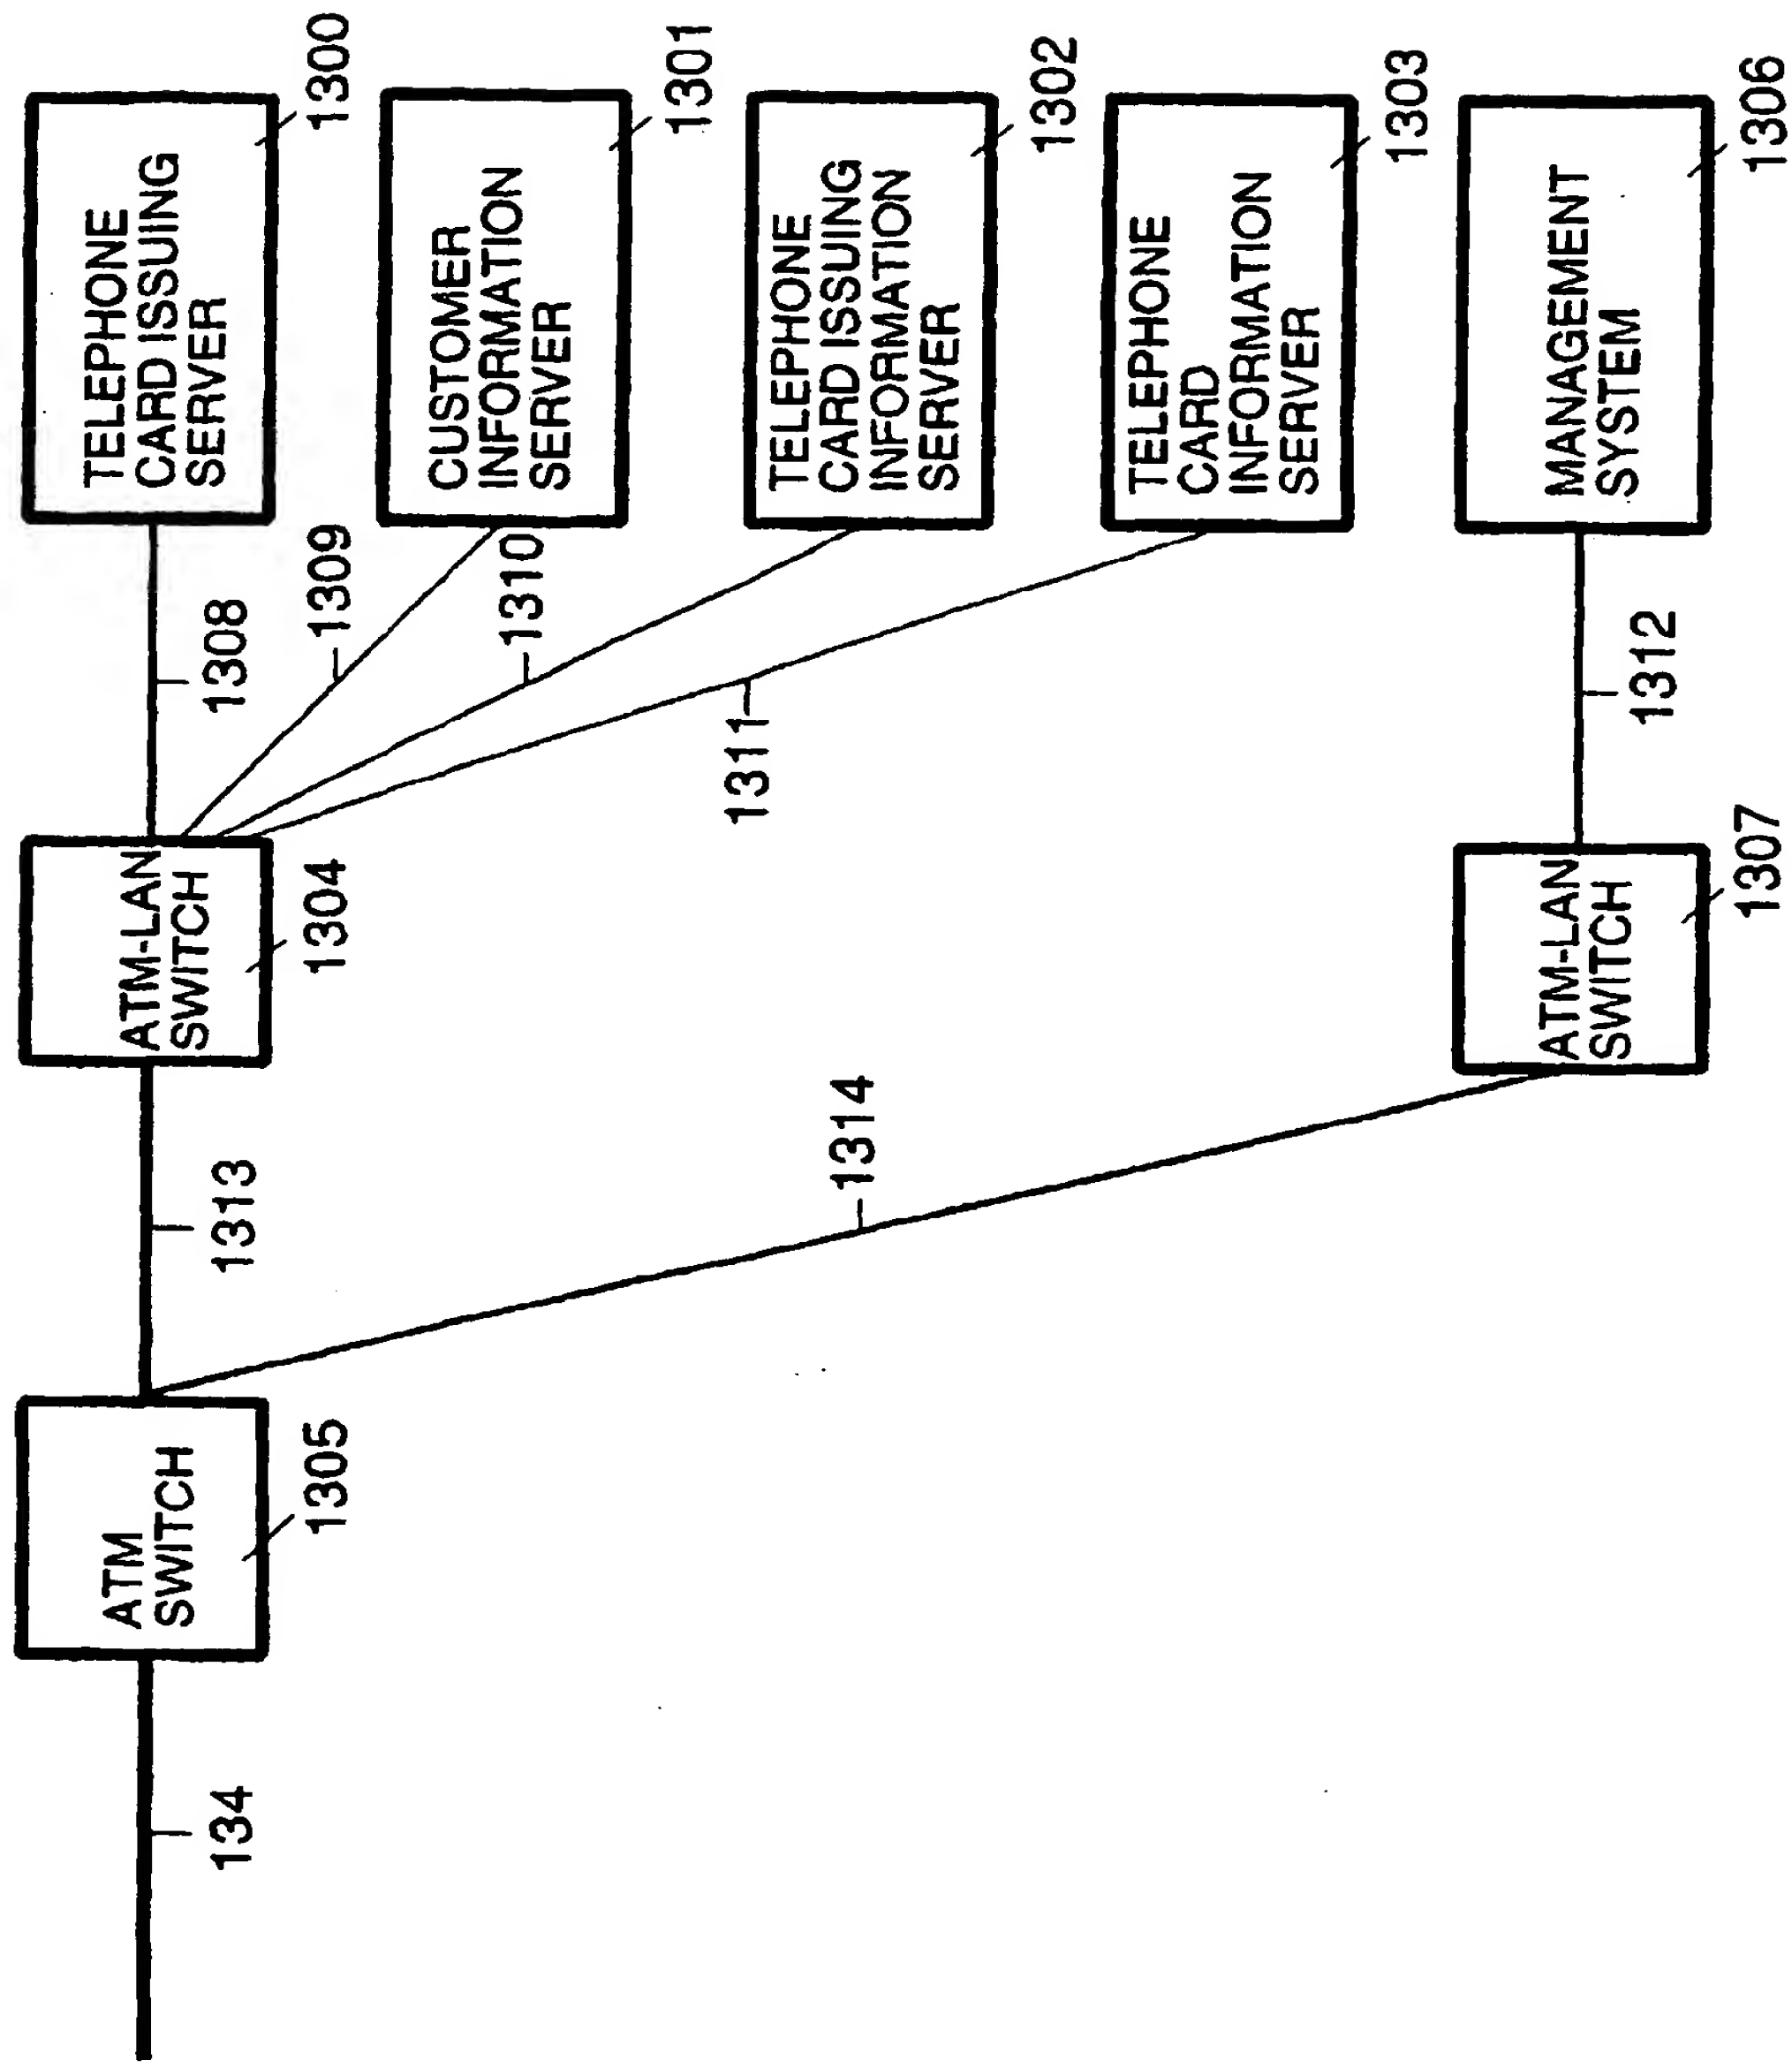 TELEPHONE
CARD ISSUING
SERVER
1300
CUSTOMER
INFORMATION
SERVER
1301
TELEPHONE
CARD ISSUING
INFORMATION
SERVER
1302
TELEPHONE
CARD
INFORMATION
SERVER
1303
MANAGEMENT
SYSTEM
1306
1308
1309
1310
1311
1312
ATM-LAN
SWITCH
1304
ATM-LAN
SWITCH
1307
1313
1314
ATM
SWITCH
1305
134